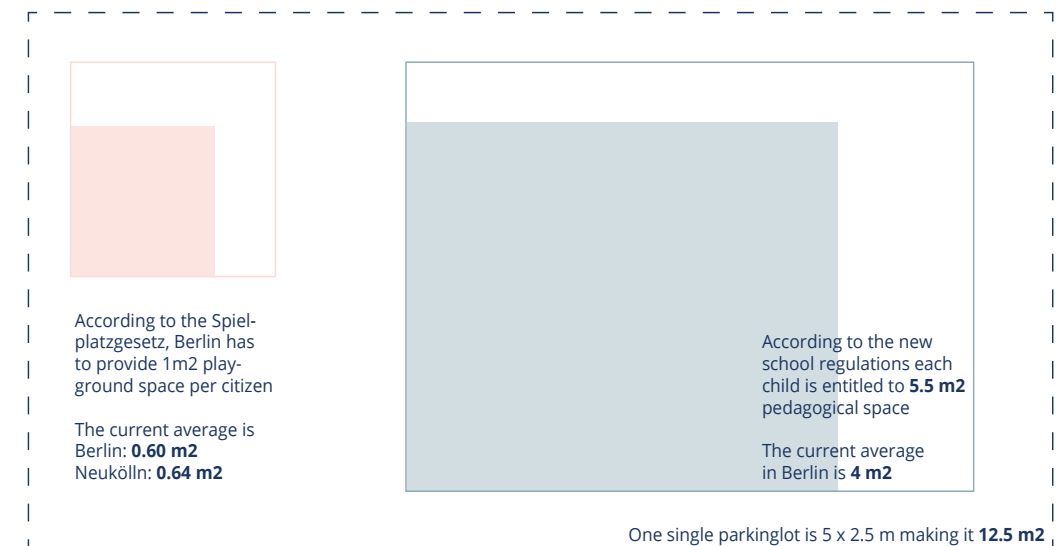 According to the Spiel-
platzgesetz, Berlin has
to provide 1m2 play-
ground space per citizen
The current average is
Berlin: 0.60 m2
Neukölln: 0.64 m2
According to the new
school regulations each
child is entitled to 5.5 m2
pedagogical space
The current average
in Berlin is 4 m2
One single parkinglot is 5 x 2.5 m making it 12.5 m2